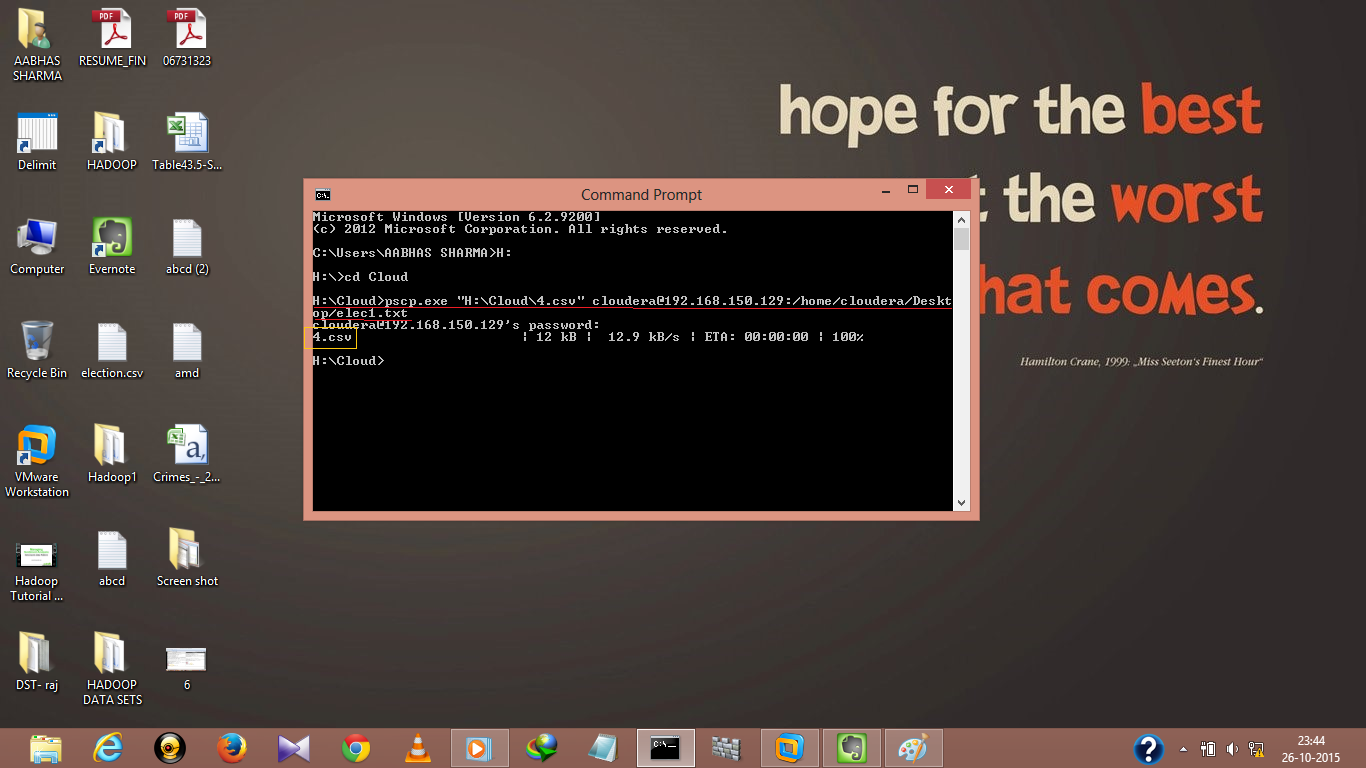 AABHAS
SHARMA
RESUME_FIN
06731323
Delimit
HADOOP
Table43.5-S...
Computer
Evernote
abcd (2)
Recycle Bin
election.csv
amd
VMware
Workstation
Hadoop1
Crimes_-_2...
Hadoop
Tutorial ...
abcd
Screen shot
DST- raj
HADOOP
DATA SETS
6
hope for the best
t the worst
hat comes.
Hamilton Crane, 1999: „Miss Seeton's Finest Hour“
Command Prompt
Microsoft Windows [Version 6.2.9200]
(c) 2012 Microsoft Corporation. All rights reserved.
C:\Users\AABHAS SHARMA>H:
H:\>cd Cloud
H:\Cloud>pscp.exe "H:\Cloud\4.csv" cloudera@192.168.150.129:/home/cloudera/Deskt
op/elec1.txt
cloudera@192.168.150.129's password:
4.csv | 12 kB | 12.9 kB/s | ETA: 00:00:00 | 100%
H:\Cloud>
23:44
26-10-2015